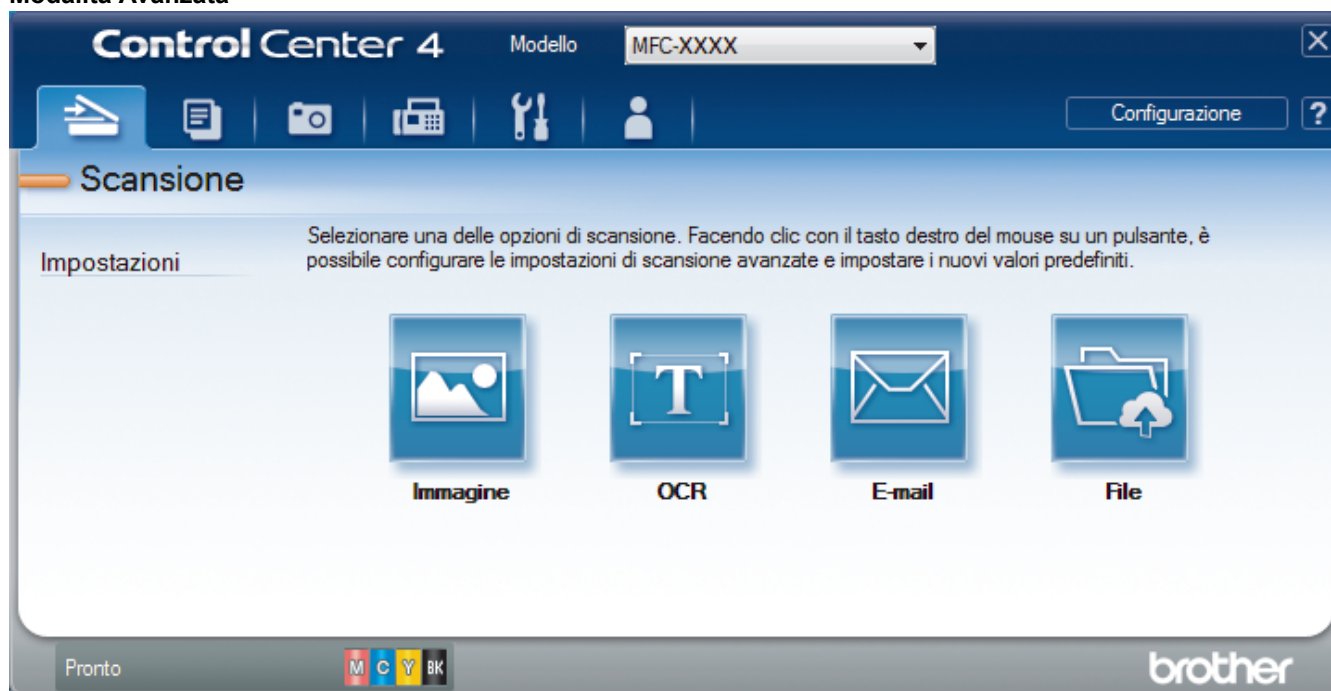 Modalità Avanzata
Control Center 4 Modello MFC-XXXX
Configurazione ?
Scansione
Impostazioni
Selezionare una delle opzioni di scansione. Facendo clic con il tasto destro del mouse su un pulsante, è
possibile configurare le impostazioni di scansione avanzate e impostare i nuovi valori predefiniti.
T
Immagine OCR E-mail File
Pronto M C Y BK brother